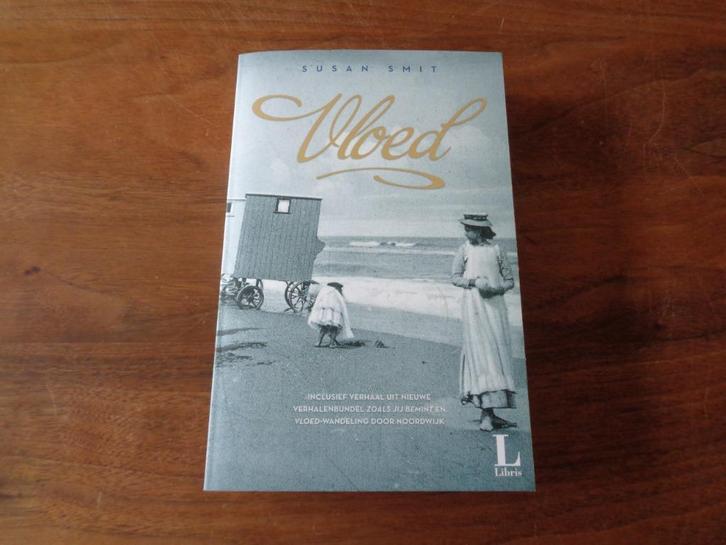 SUSAN SMIT
Vloed
INCLUSIEF VERHAAL UIT NIEUWE
VERHALENBUNDEL ZOALS JIJ BEMINT EN
VLOED-WANDELING DOOR NOORDWIJK
L
Libris